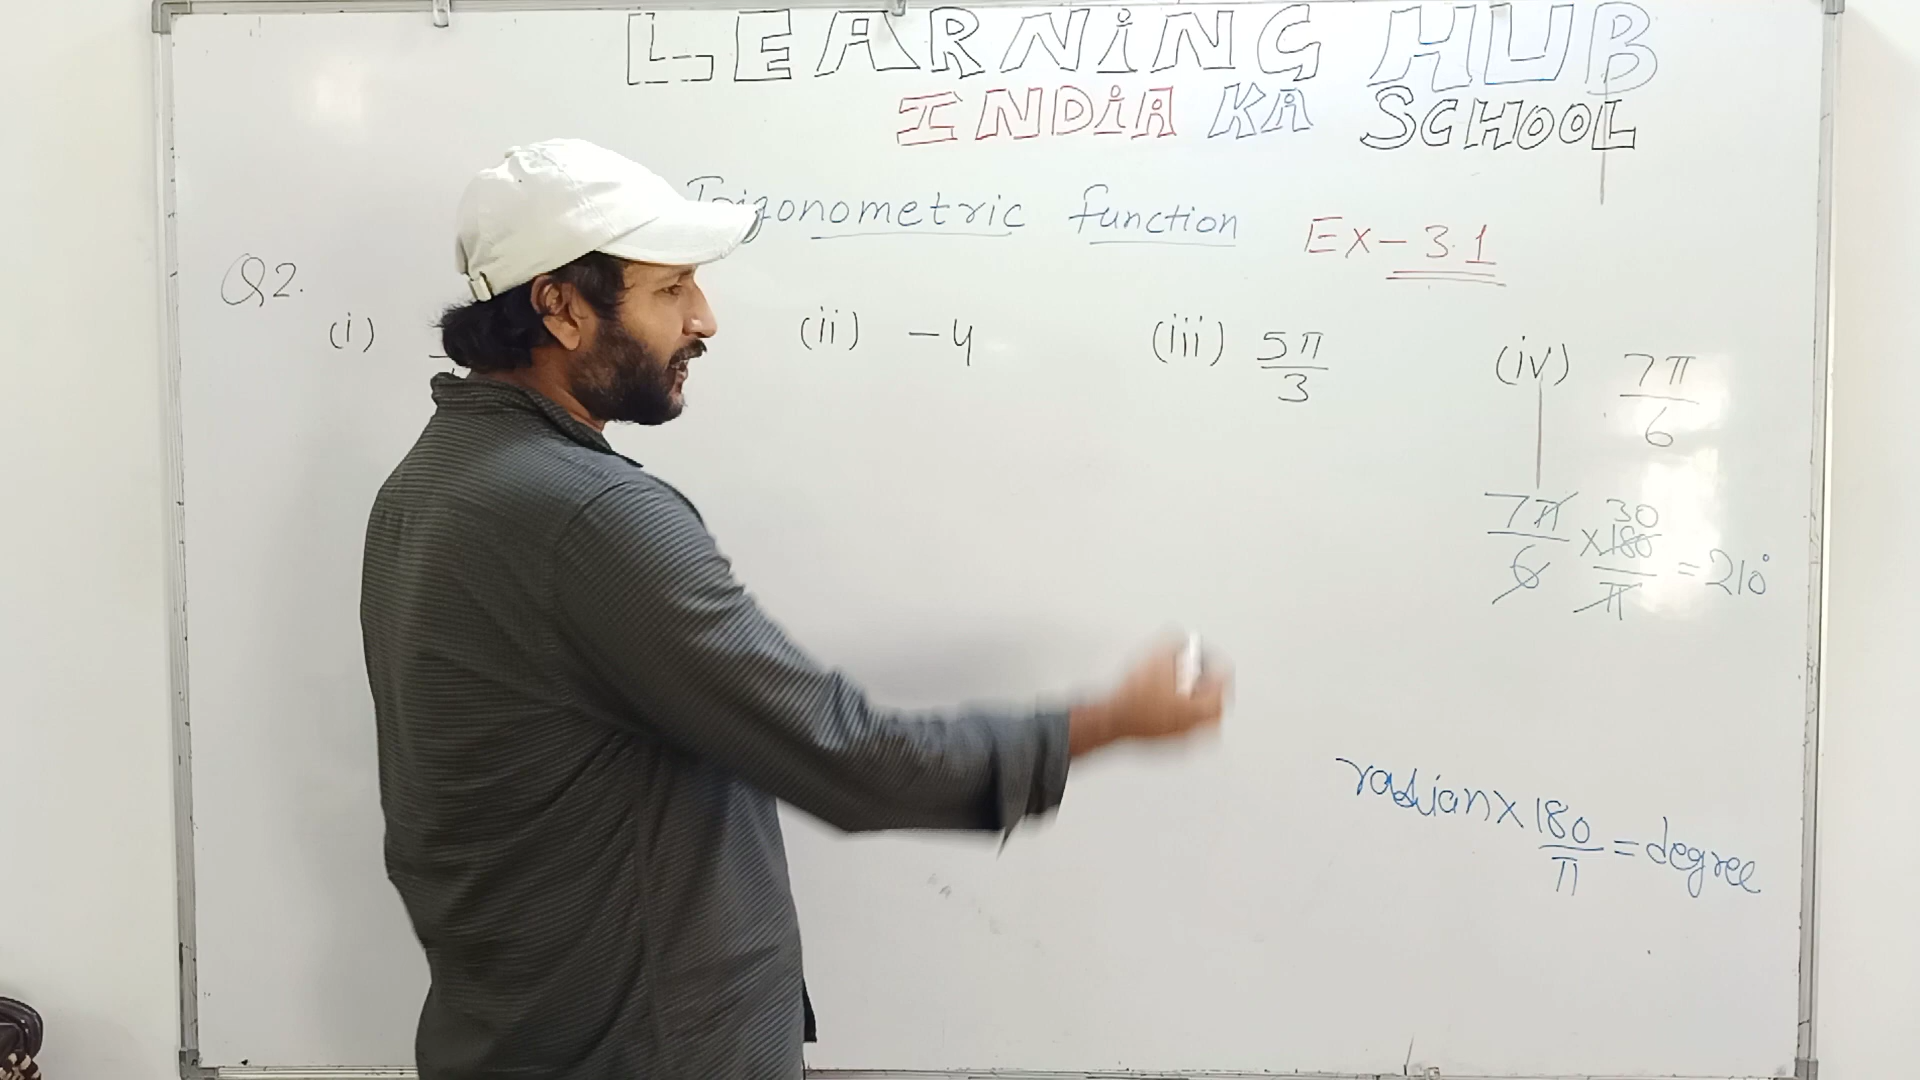 LEARNING HUB
INDIA KA SCHOOL
Trigonometric function Ex-3.1
Q2.
(i) (ii) -4 (iii) 5π/3 (iv) 7π/6
7π/6 × 30 180/π = 210°
radian × 180/π = degree